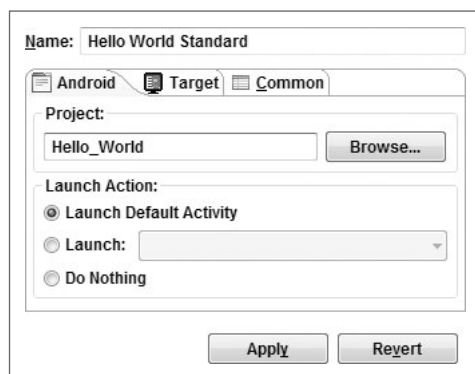 Name: Hello World Standard
Android Target Common
Project:
Hello_World Browse...
Launch Action:
Launch Default Activity
Launch:
Do Nothing
Apply Revert